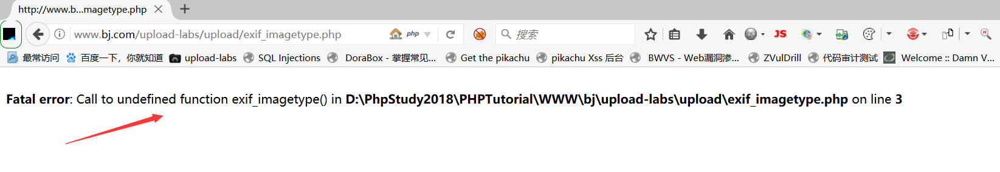 http://www.b...magetype.php
www.bj.com/upload-labs/upload/exif_imagetype.php php 搜索 JS
最常访问 百度一下，你就知道 upload-labs SQL Injections DoraBox - 掌握常见... Get the pikachu pikachu Xss 后台 BWVS - Web漏洞渗... ZVulDrill 代码审计测试 Welcome :: Damn V...
Fatal error: Call to undefined function exif_imagetype() in D:\PhpStudy2018\PHPTutorial\WWW\bj\upload-labs\upload\exif_imagetype.php on line 3